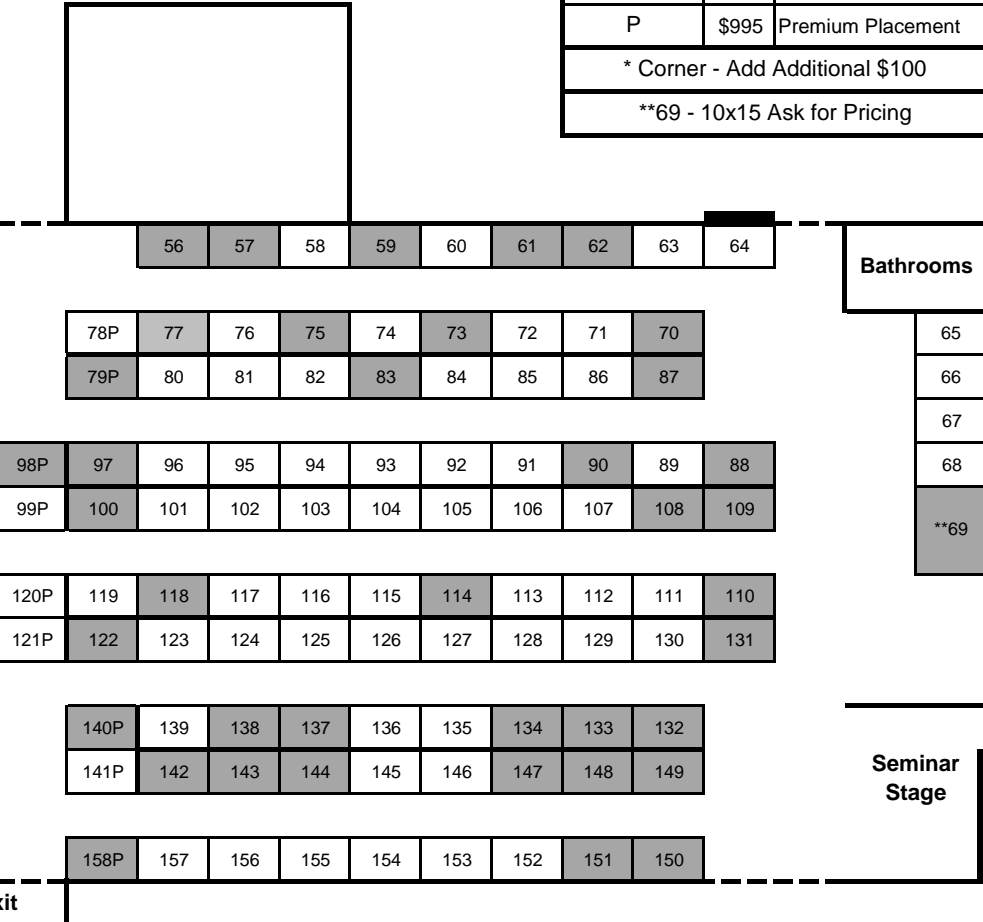 P $995 Premium Placement
* Corner - Add Additional $100
**69 - 10x15 Ask for Pricing
56 57 58 59 60 61 62 63 64
Bathrooms
78P 77 76 75 74 73 72 71 70 65
79P 80 81 82 83 84 85 86 87 66
67
98P 97 96 95 94 93 92 91 90 89 88 68
99P 100 101 102 103 104 105 106 107 108 109
**69
120P 119 118 117 116 115 114 113 112 111 110
121P 122 123 124 125 126 127 128 129 130 131
140P 139 138 137 136 135 134 133 132
Seminar
Stage
141P 142 143 144 145 146 147 148 149
158P 157 156 155 154 153 152 151 150